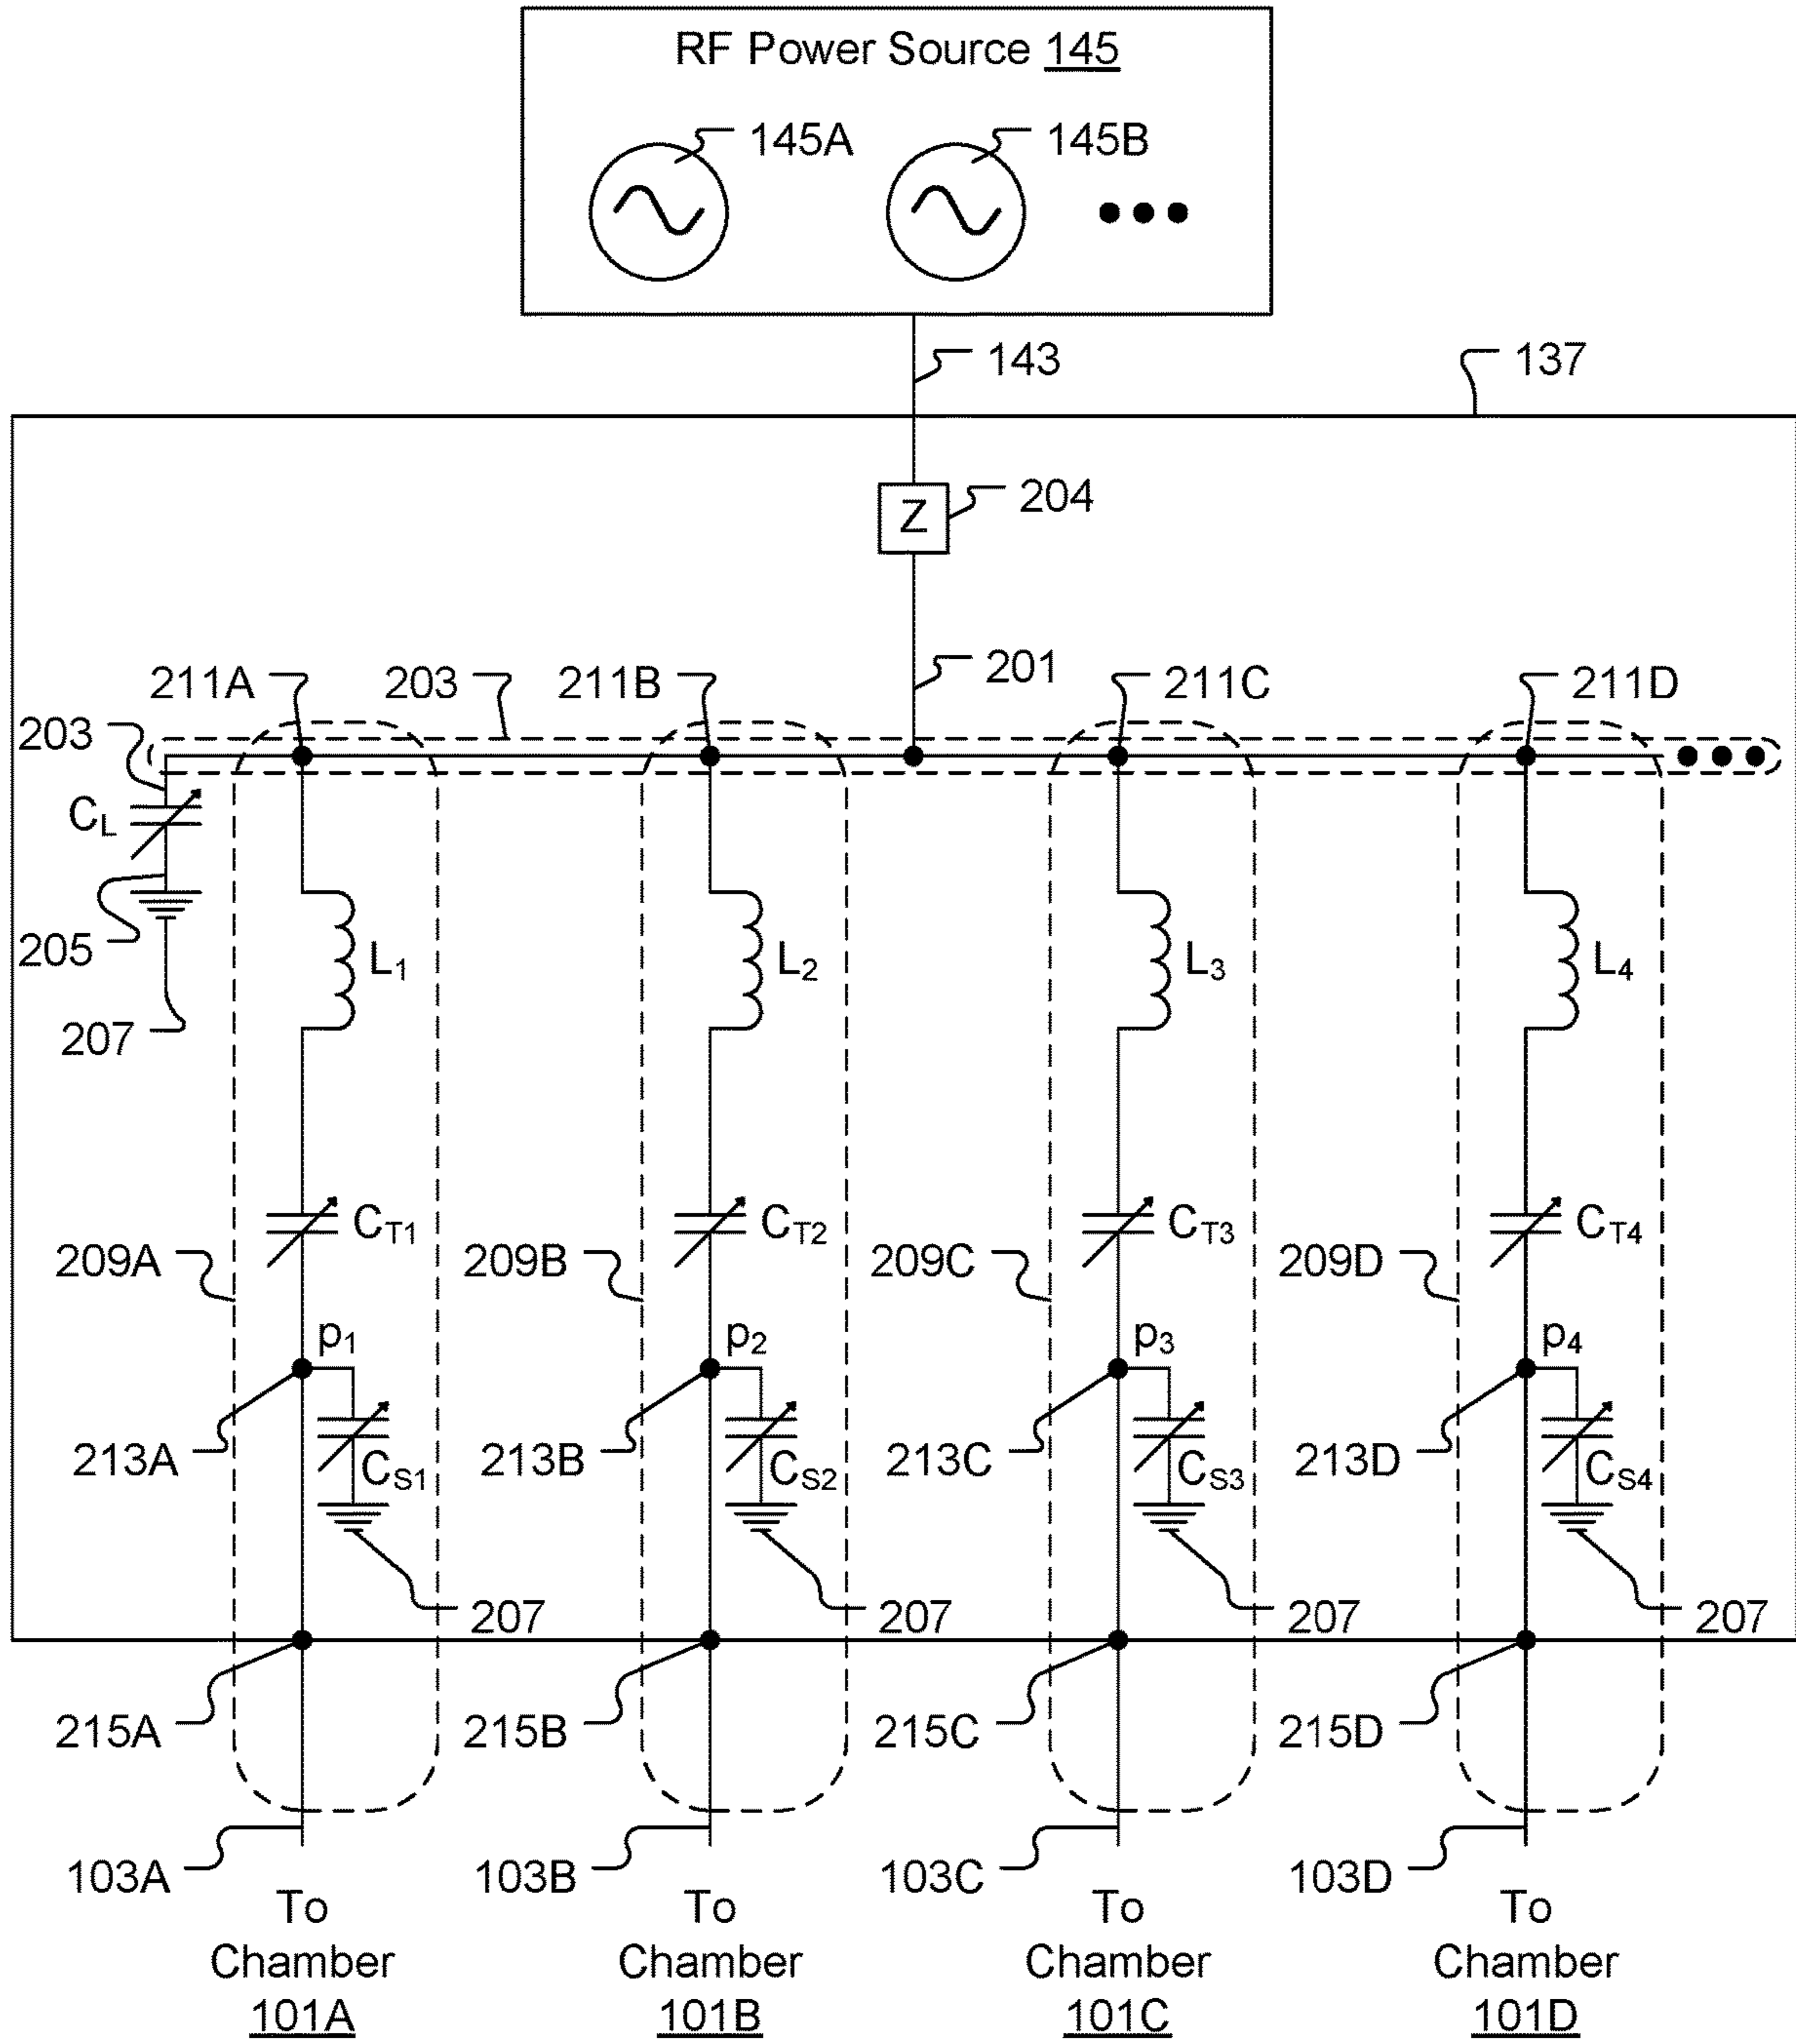 RF Power Source 145
145A 145B
143 137
Z 204
201
211A 203 211B 211C 211D
203
CL
205 L1 L2 L3 L4
207
CT1 CT2 CT3 CT4
209A 209B 209C 209D
p1 p2 p3 p4
213A CS1 213B CS2 213C CS3 213D CS4
207 207 207 207
215A 215B 215C 215D
103A 103B 103C 103D
To To To To
Chamber Chamber Chamber Chamber
101A 101B 101C 101D